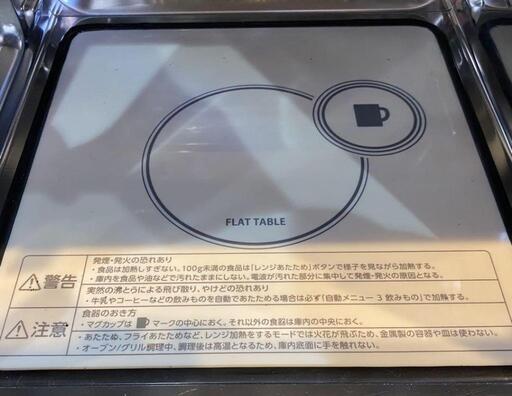 FLAT TABLE
警告
発煙・発火の恐れあり
・食品は加熱しすぎない。100g未満の食品は「レンジあたため」ボタンで様子を見ながら加熱する。
・庫内を食品や油などで汚れたままにしない。電波が汚れた部分に集中して発煙・発火の原因となる。
突然の沸とうによる飛び散り、やけどの恐れあり
・牛乳やコーヒーなどの飲みものを自動であたためる場合は必ず「自動メニュー 3 飲みもの」で加熱する。
注意
食器のおき方
・マグカップは マークの中心におく。それ以外の食器は庫内の中央におく。
・あたため、フライあたためなど、レンジ加熱をするモードでは火花が飛ぶため、金属製の容器や皿は使わない。
・オーブン/グリル調理中、調理後は高温となるため、庫内底面に手を触れない。